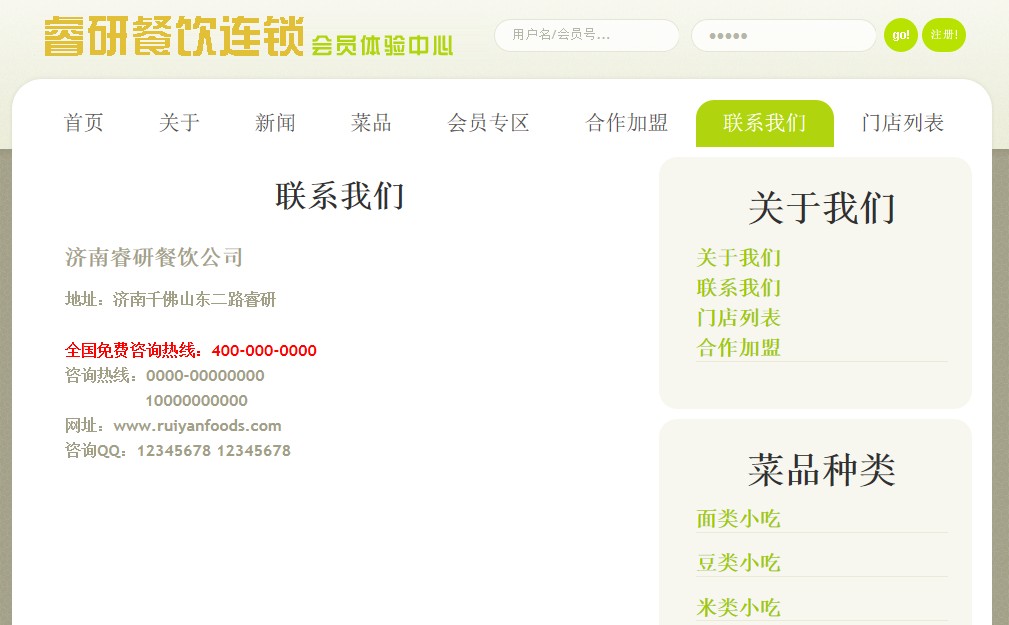 睿研餐饮连锁 会员体验中心
用户名/会员号...
●●●●●
go!
注册!
首页 关于 新闻 菜品 会员专区 合作加盟 联系我们 门店列表
联系我们
济南睿研餐饮公司
地址：济南千佛山东二路睿研
全国免费咨询热线：400-000-0000
咨询热线：0000-00000000
10000000000
网址：www.ruiyanfoods.com
咨询QQ：12345678 12345678
关于我们
关于我们
联系我们
门店列表
合作加盟
菜品种类
面类小吃
豆类小吃
米类小吃